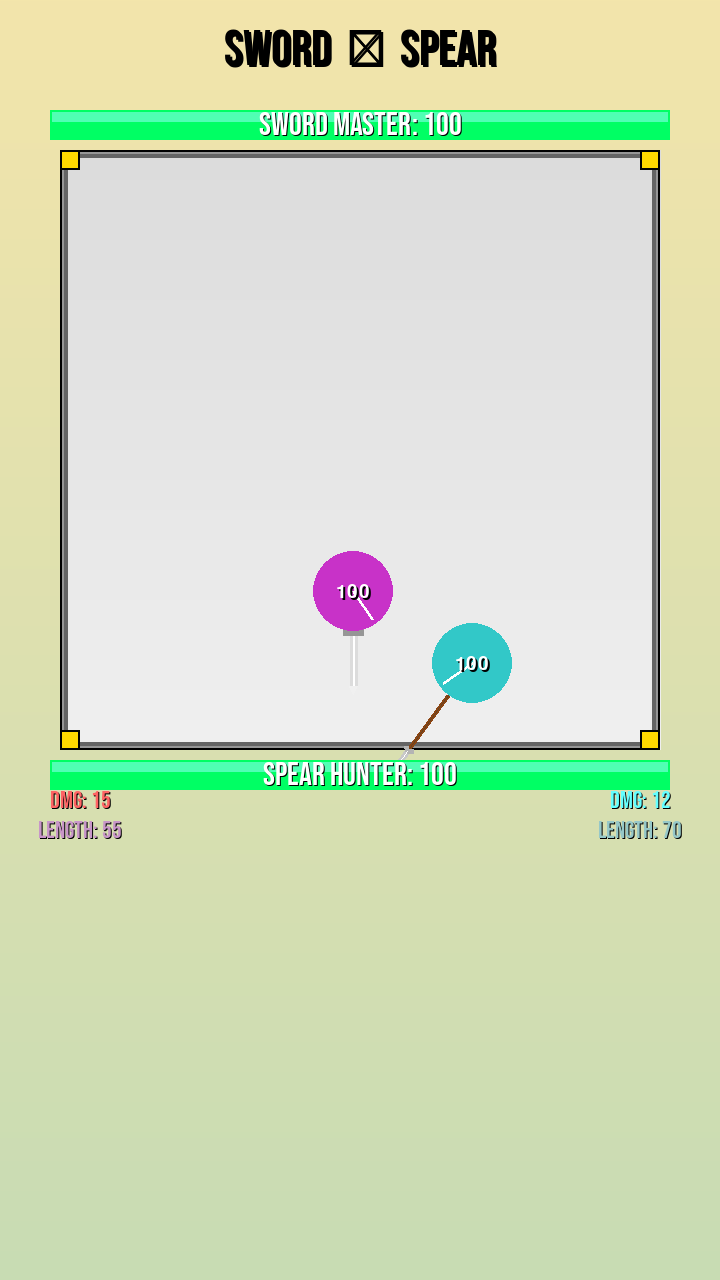 SWORD ☒ SPEAR
SWORD MASTER: 100
100
100
SPEAR HUNTER: 100
DMG: 15
DMG: 12
LENGTH: 55
LENGTH: 70